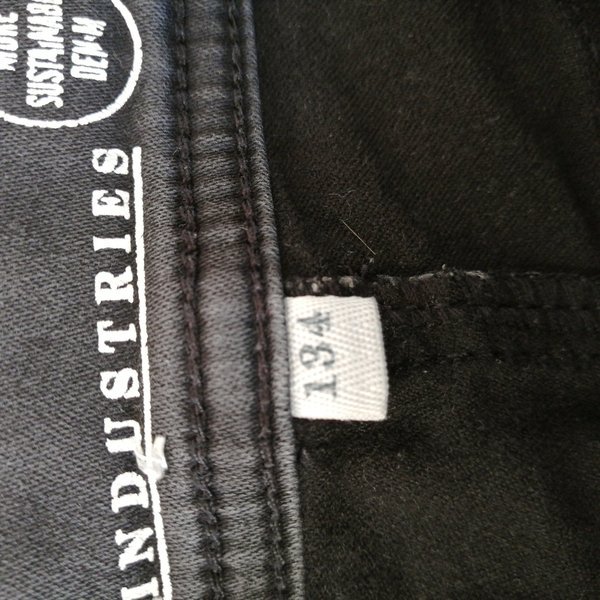 MORE
SUSTAINABLE
DENIM
INDUSTRIES
134